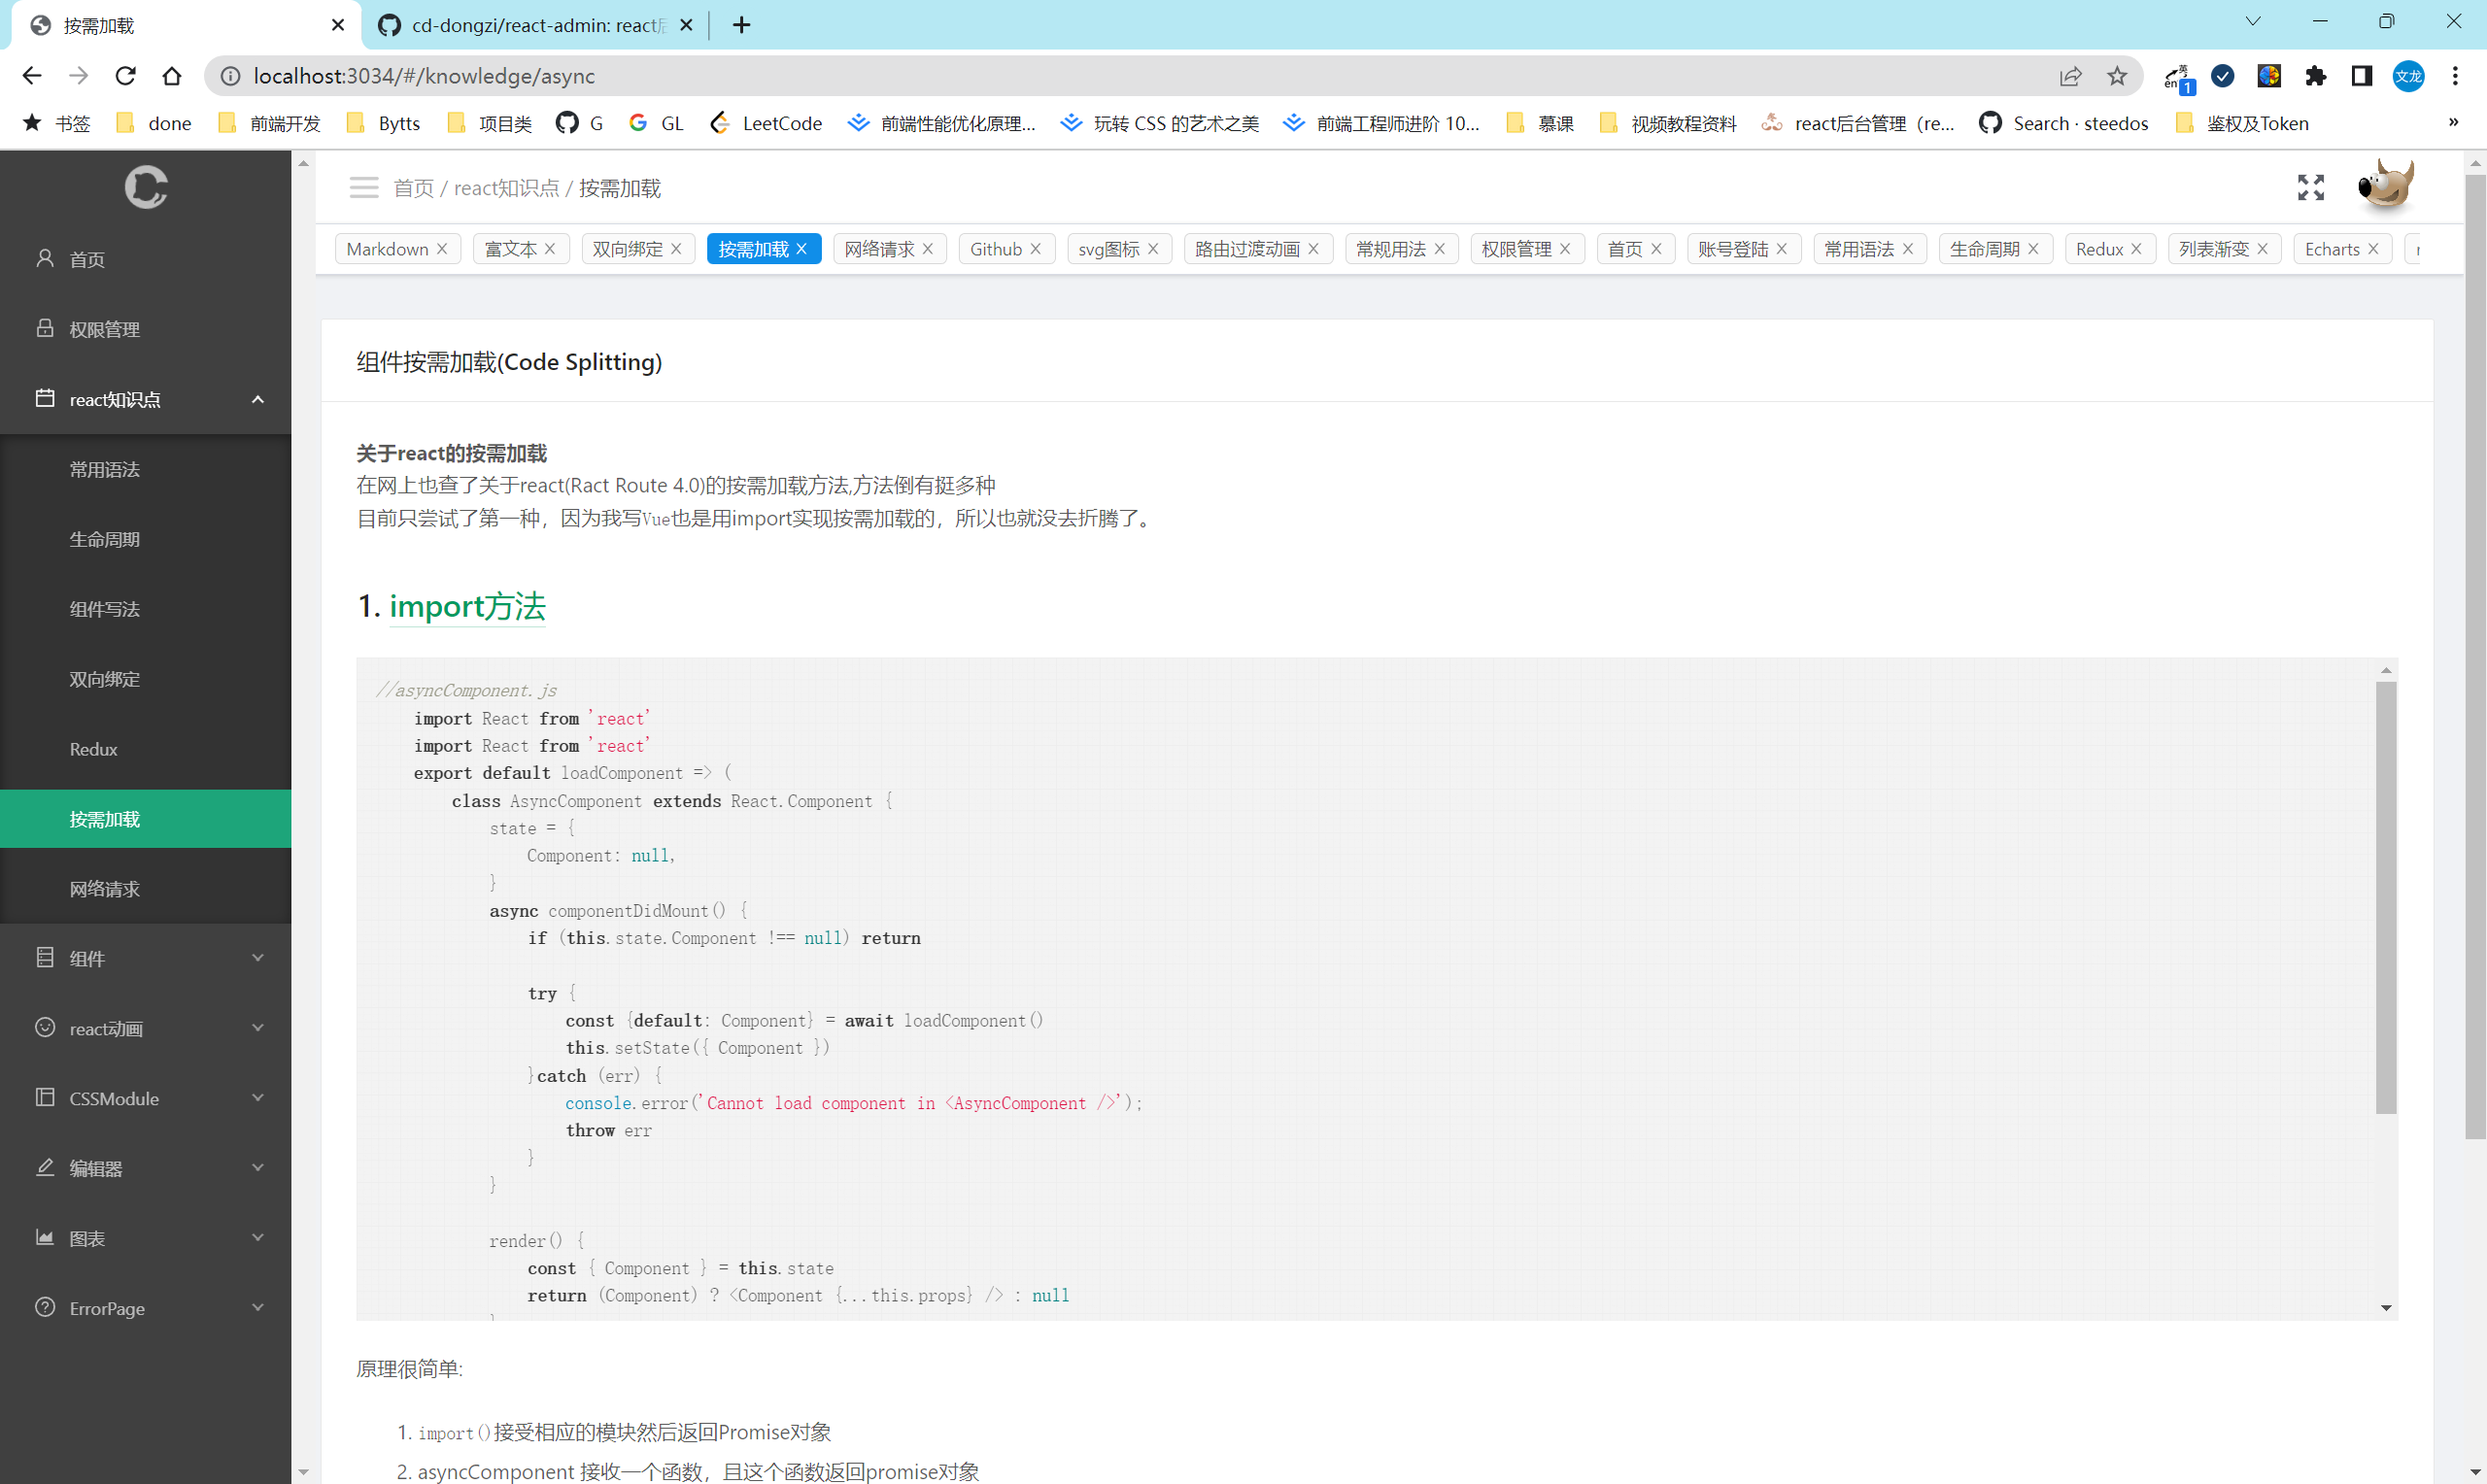 按需加载
cd-dongzi/react-admin: react后
localhost:3034/#/knowledge/async
英
en
1
文龙
书签
done
前端开发
Bytts
项目类
G
GL
LeetCode
前端性能优化原理...
玩转 CSS 的艺术之美
前端工程师进阶 10...
慕课
视频教程资料
react后台管理（re...
Search · steedos
鉴权及Token
»
首页 / react知识点 / 按需加载
Markdown
富文本
双向绑定
按需加载
网络请求
Github
svg图标
路由过渡动画
常规用法
权限管理
首页
账号登陆
常用语法
生命周期
Redux
列表渐变
Echarts
首页
权限管理
react知识点
常用语法
生命周期
组件写法
双向绑定
Redux
按需加载
网络请求
组件
react动画
CSSModule
编辑器
图表
ErrorPage
组件按需加载(Code Splitting)
关于react的按需加载
在网上也查了关于react(Ract Route 4.0)的按需加载方法,方法倒有挺多种
目前只尝试了第一种，因为我写Vue也是用import实现按需加载的，所以也就没去折腾了。
1. import方法
//asyncComponent.js
import React from 'react'
import React from 'react'
export default loadComponent => (
class AsyncComponent extends React.Component {
state = {
Component: null,
}
async componentDidMount() {
if (this.state.Component !== null) return
try {
const {default: Component} = await loadComponent()
this.setState({ Component })
}catch (err) {
console.error('Cannot load component in <AsyncComponent />');
throw err
}
}
render() {
const { Component } = this.state
return (Component) ? <Component {...this.props} /> : null
}
原理很简单:
1. import()接受相应的模块然后返回Promise对象
2. asyncComponent 接收一个函数，且这个函数返回promise对象